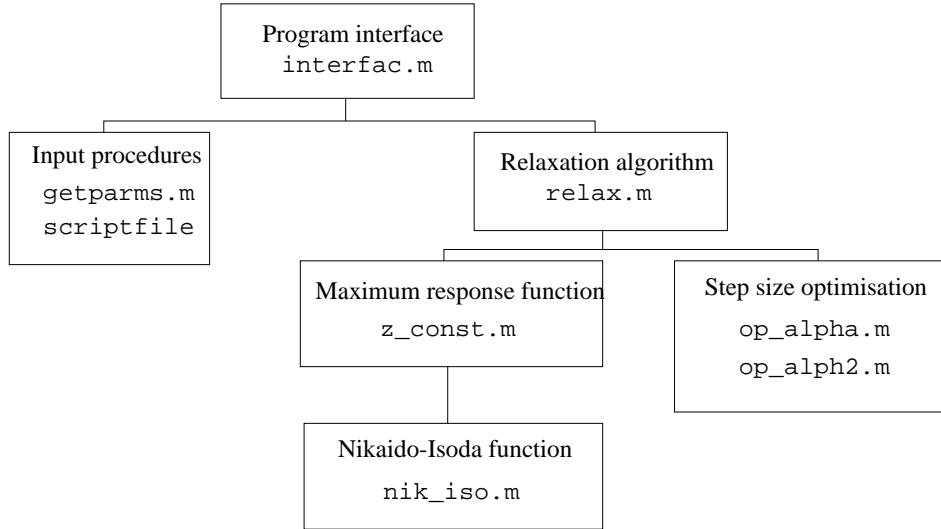 Program interface
interfac.m
Input procedures
getparms.m
scriptfile
Relaxation algorithm
relax.m
Maximum response function
z_const.m
Step size optimisation
op_alpha.m
op_alph2.m
Nikaido-Isoda function
nik_iso.m